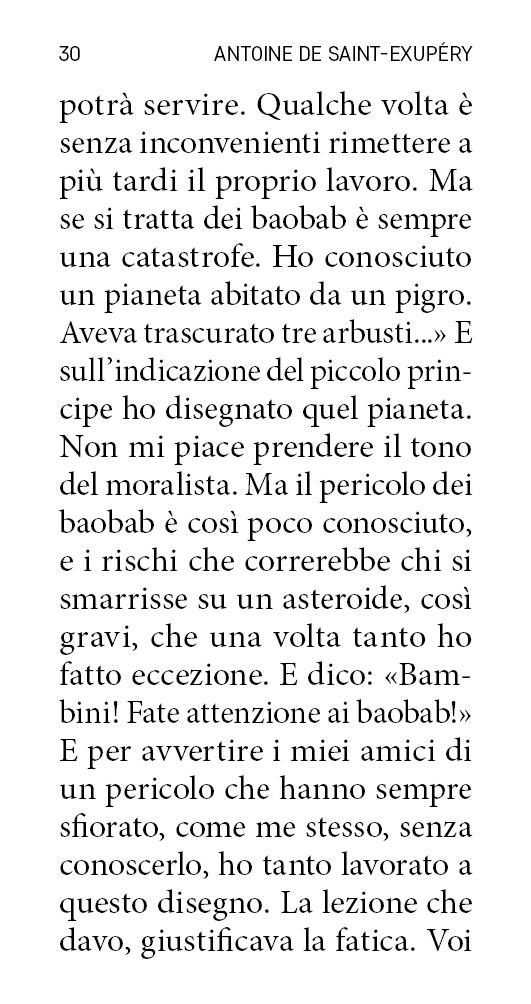 30 ANTOINE DE SAINT-EXUPÉRY
potrà servire. Qualche volta è
senza inconvenienti rimettere a
più tardi il proprio lavoro. Ma
se si tratta dei baobab è sempre
una catastrofe. Ho conosciuto
un pianeta abitato da un pigro.
Aveva trascurato tre arbusti...» E
sull’indicazione del piccolo prin-
cipe ho disegnato quel pianeta.
Non mi piace prendere il tono
del moralista. Ma il pericolo dei
baobab è così poco conosciuto,
e i rischi che correrebbe chi si
smarrisse su un asteroide, così
gravi, che una volta tanto ho
fatto eccezione. E dico: «Bam-
bini! Fate attenzione ai baobab!»
E per avvertire i miei amici di
un pericolo che hanno sempre
sfiorato, come me stesso, senza
conoscerlo, ho tanto lavorato a
questo disegno. La lezione che
davo, giustificava la fatica. Voi